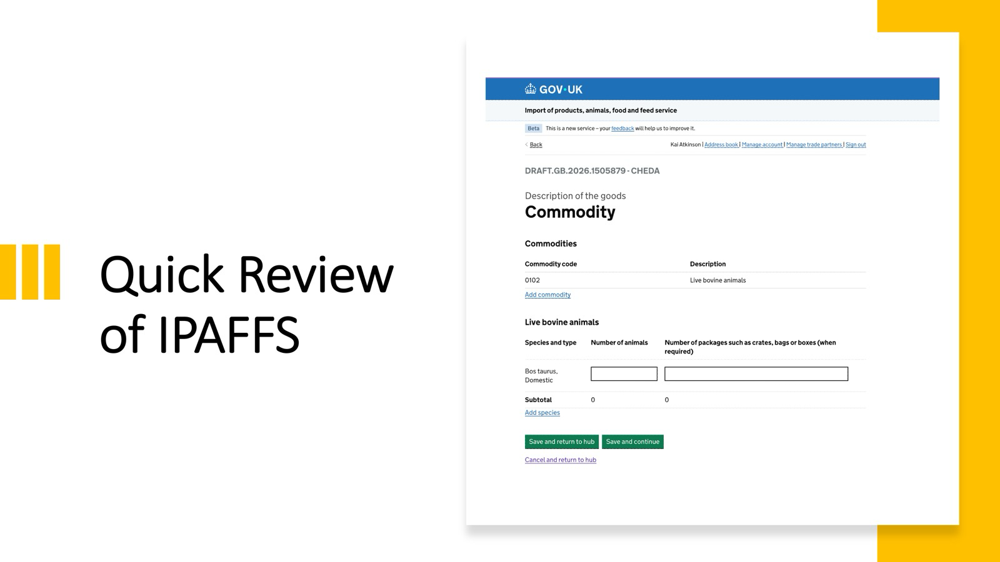 Quick Review
of IPAFFS
GOV·UK
Import of products, animals, food and feed service
Beta This is a new service – your feedback will help us to improve it.
Back
Kai Atkinson | Address book | Manage account | Manage trade partners | Sign out
DRAFT.GB.2026.1505879 - CHEDA
Description of the goods
Commodity
Commodities
Commodity code Description
0102 Live bovine animals
Add commodity
Live bovine animals
Species and type Number of animals Number of packages such as crates, bags or boxes (when
required)
Bos taurus,
Domestic
Subtotal 0 0
Add species
Save and return to hub Save and continue
Cancel and return to hub